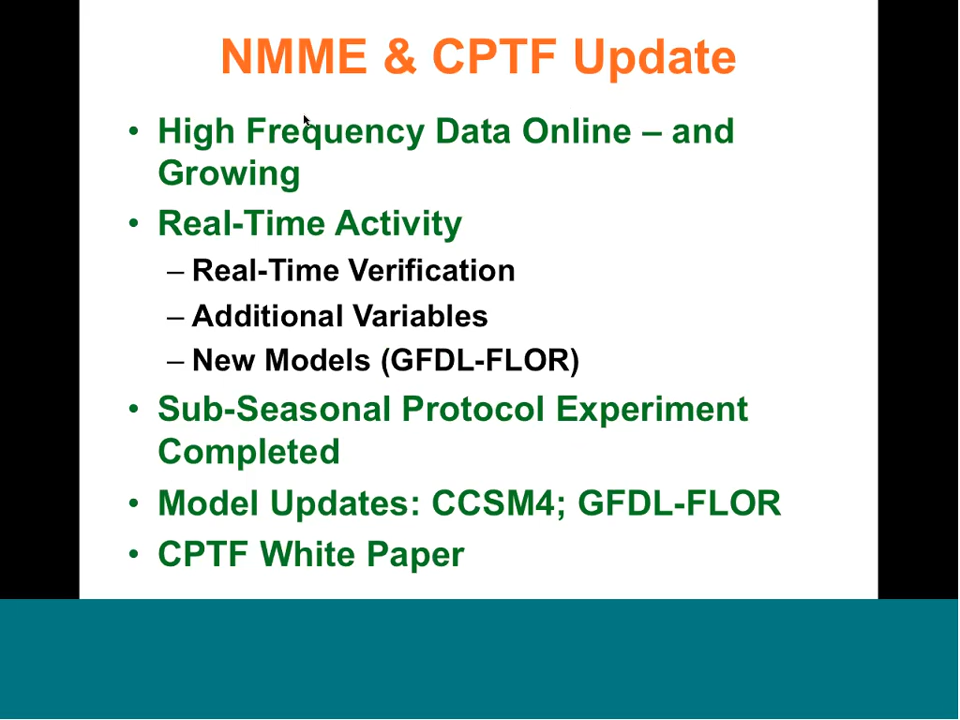 NMME & CPTF Update
• High Frequency Data Online – and
Growing
• Real-Time Activity
– Real-Time Verification
– Additional Variables
– New Models (GFDL-FLOR)
• Sub-Seasonal Protocol Experiment
Completed
• Model Updates: CCSM4; GFDL-FLOR
• CPTF White Paper